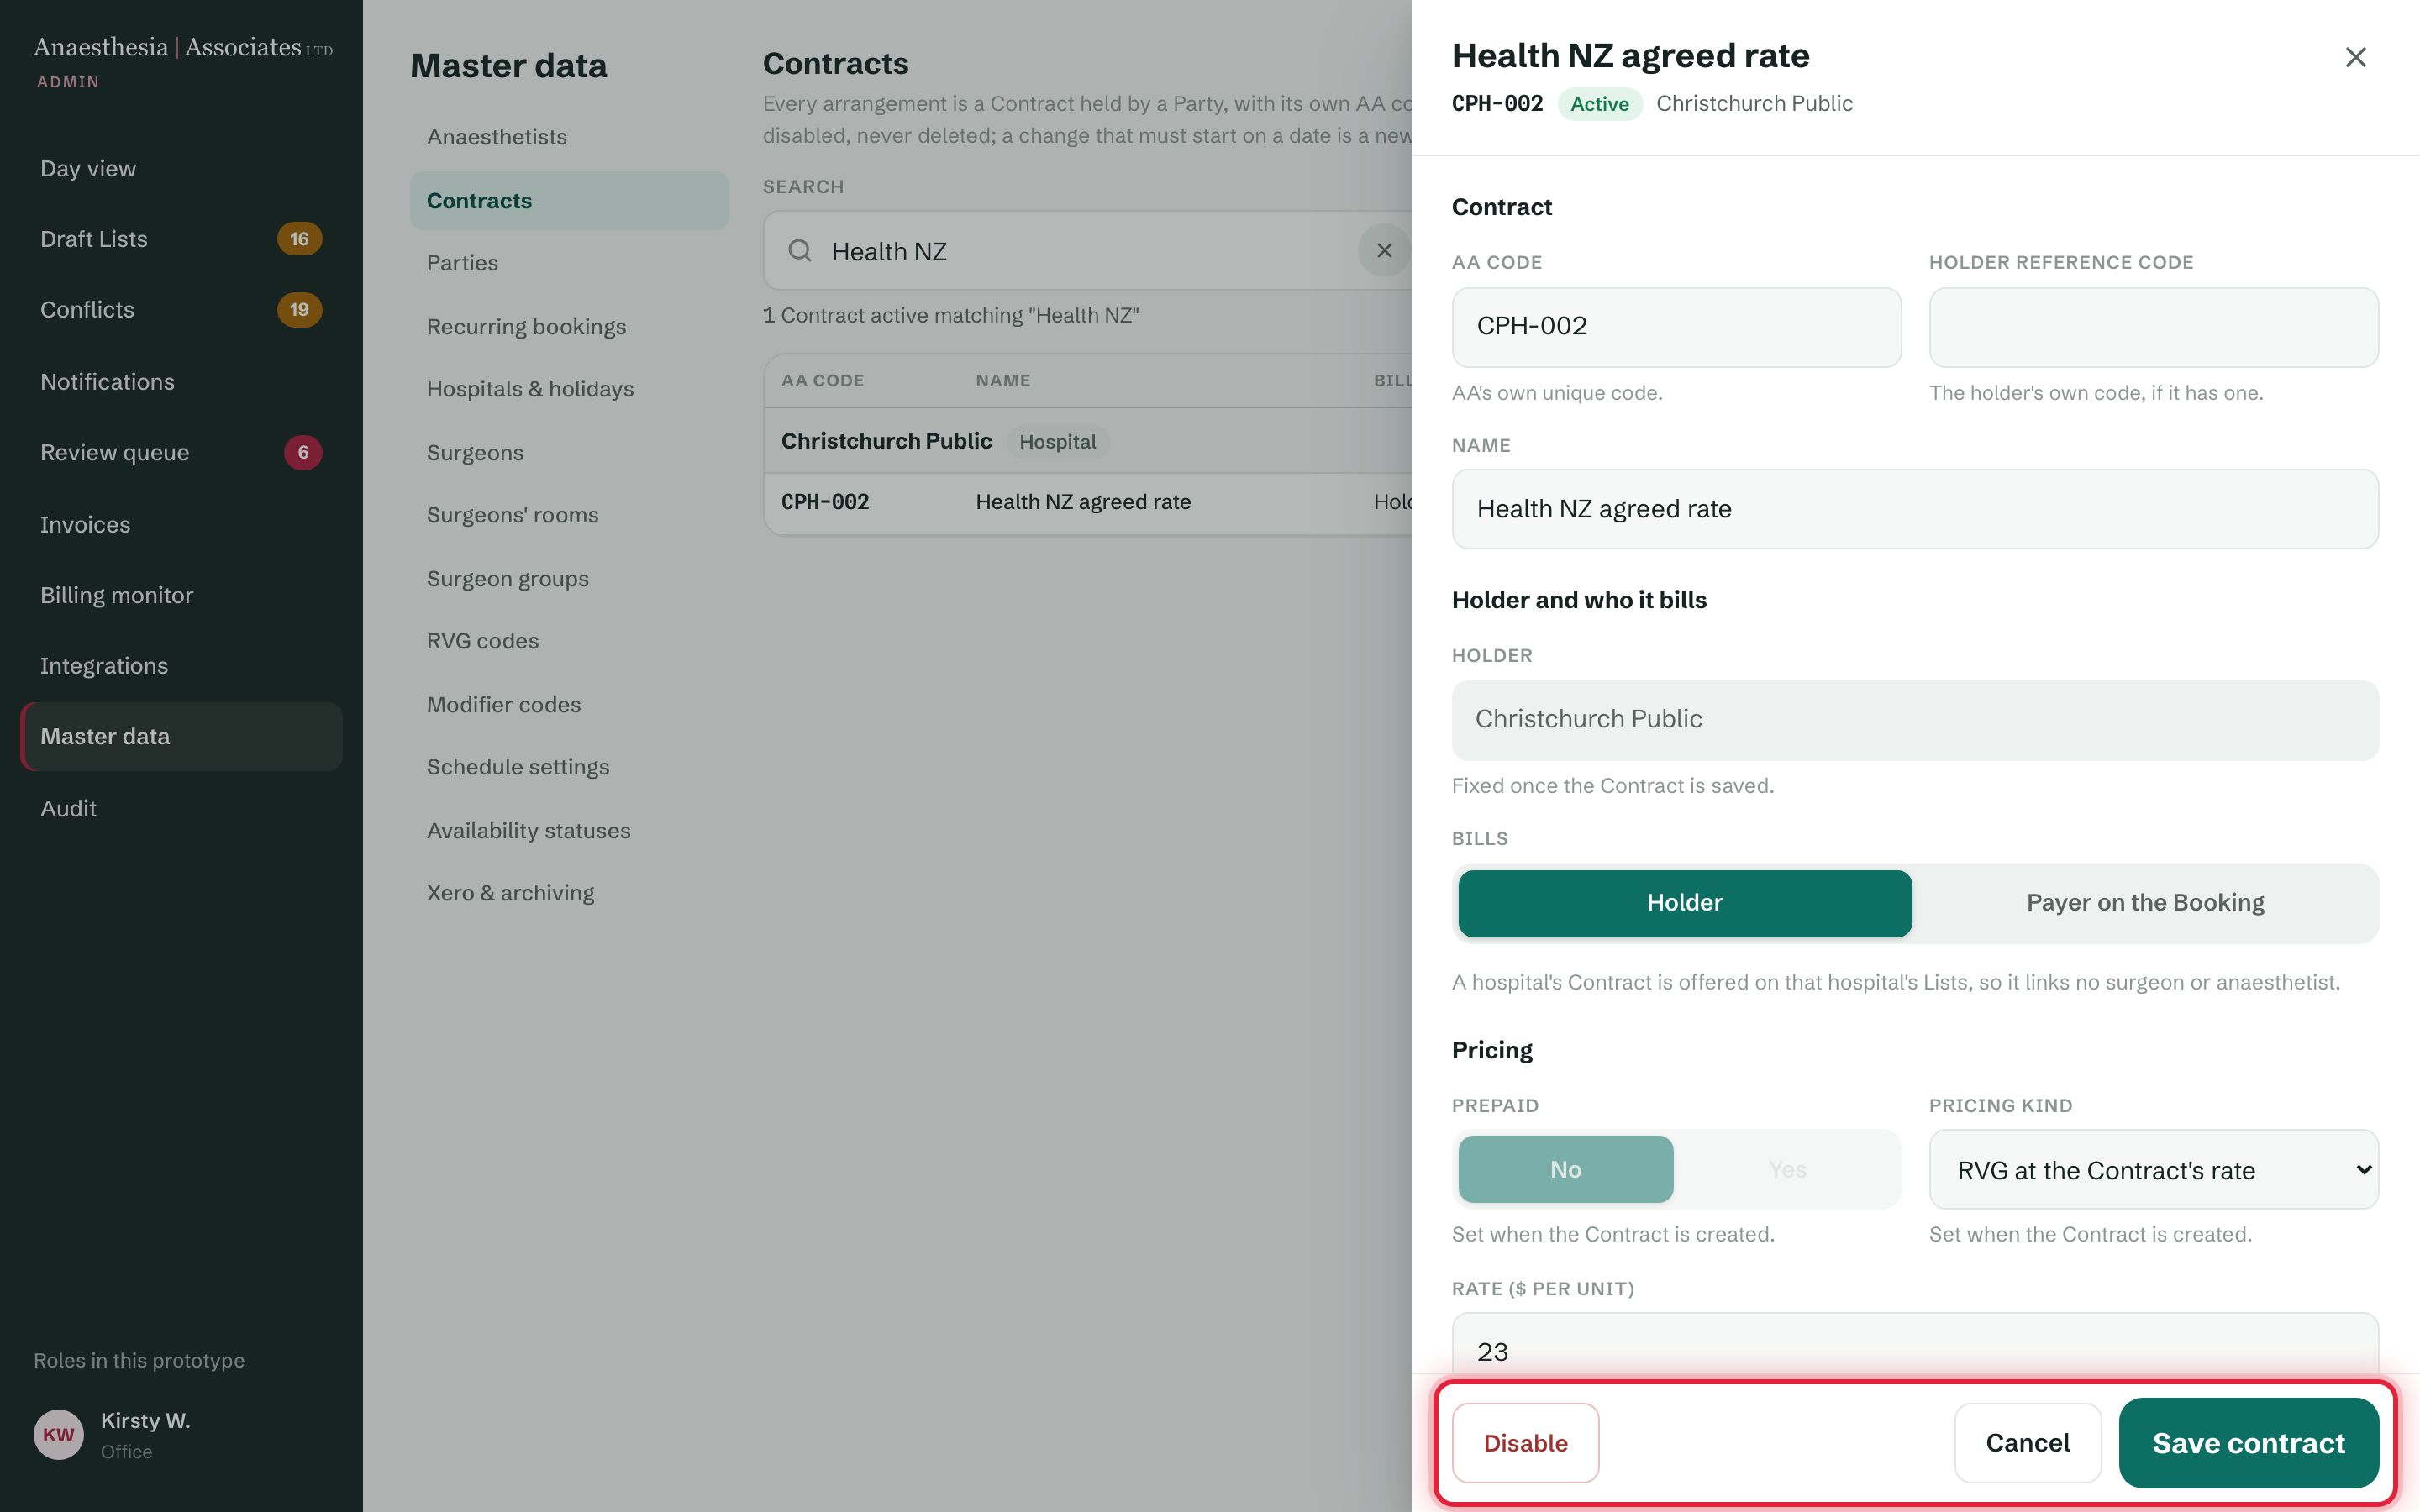 Anaesthesia | Associates LTD
ADMIN
Day view
Draft Lists 16
Conflicts 19
Notifications
Review queue 6
Invoices
Billing monitor
Integrations
Master data
Audit
Roles in this prototype
KW
Kirsty W.
Office
Master data
Anaesthetists
Contracts
Parties
Recurring bookings
Hospitals & holidays
Surgeons
Surgeons' rooms
Surgeon groups
RVG codes
Modifier codes
Schedule settings
Availability statuses
Xero & archiving
Contracts
Every arrangement is a Contract held by a Party, with its own AA co
disabled, never deleted; a change that must start on a date is a new
SEARCH
Health NZ
1 Contract active matching "Health NZ"
AA CODE NAME BILL
Christchurch Public Hospital
CPH-002 Health NZ agreed rate Hold
Health NZ agreed rate
CPH-002 Active Christchurch Public
Contract
AA CODE HOLDER REFERENCE CODE
CPH-002
AA's own unique code. The holder's own code, if it has one.
NAME
Health NZ agreed rate
Holder and who it bills
HOLDER
Christchurch Public
Fixed once the Contract is saved.
BILLS
Holder Payer on the Booking
A hospital's Contract is offered on that hospital's Lists, so it links no surgeon or anaesthetist.
Pricing
PREPAID PRICING KIND
No Yes RVG at the Contract's rate
Set when the Contract is created. Set when the Contract is created.
RATE ($ PER UNIT)
23
Disable Cancel Save contract